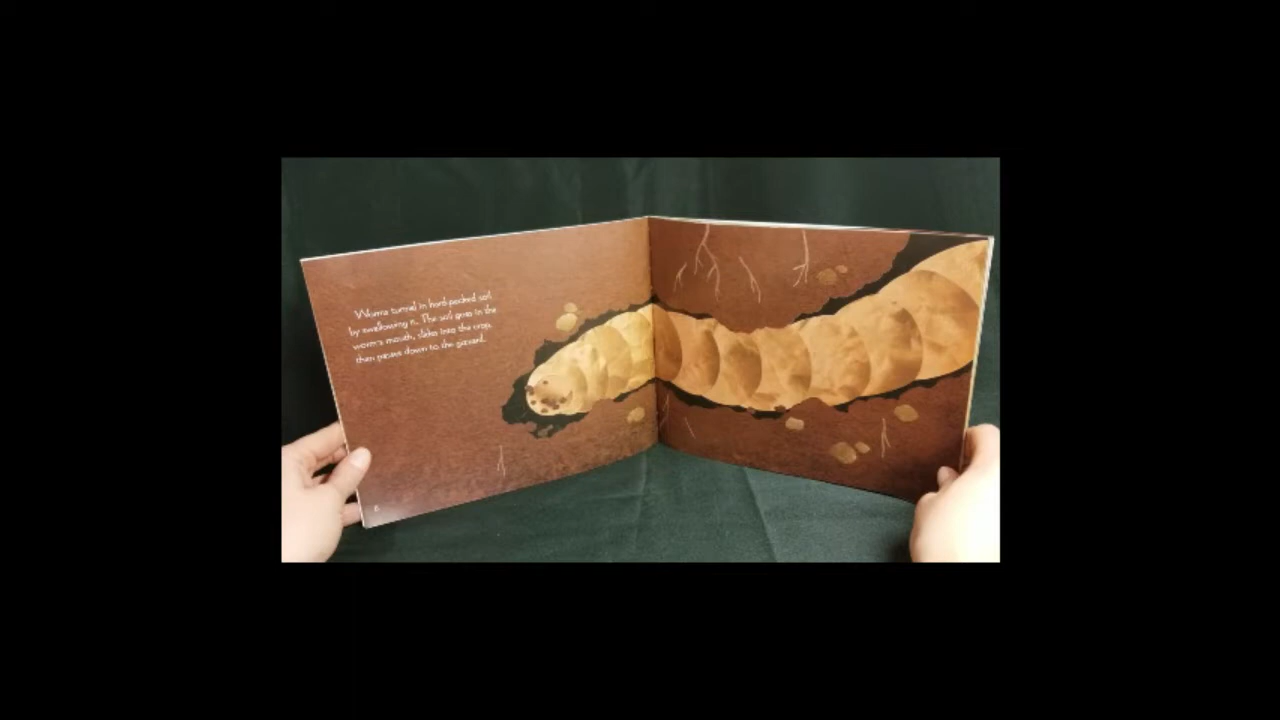 Worms tunnel in hard-packed soil
by swallowing it. The soil goes in the
worm's mouth, slides into the crop,
then passes down to the gizzard.